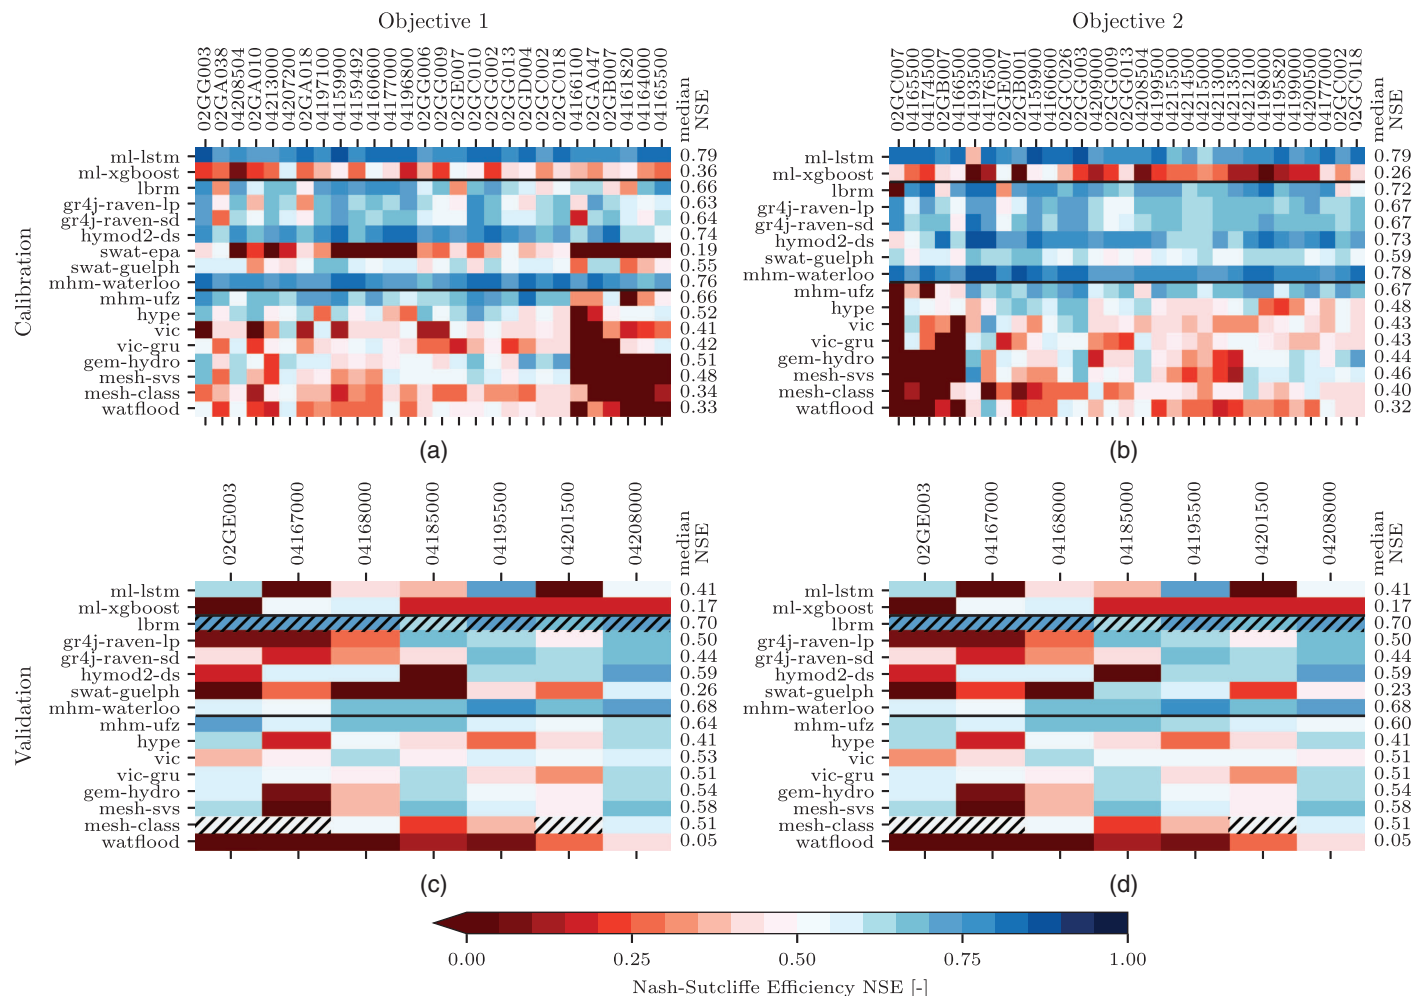 Objective 1
02GG003
02GA038
04208504
02GA010
04213000
04207200
02GA018
04197100
04159900
04159492
04160600
04177000
04196800
02GG006
02GG009
02GE007
02GC010
02GG002
02GG013
02GD004
02GC002
02GC018
04166100
02GA047
02GB007
04161820
04164000
04165500
median
NSE
Calibration
ml-lstm 0.79
ml-xgboost 0.36
lbrm 0.66
gr4j-raven-lp 0.63
gr4j-raven-sd 0.64
hymod2-ds 0.74
swat-epa 0.19
swat-guelph 0.55
mhm-waterloo 0.76
mhm-ufz 0.66
hype 0.52
vic 0.41
vic-gru 0.42
gem-hydro 0.51
mesh-svs 0.48
mesh-class 0.34
watflood 0.33
(a)
Objective 2
02GC007
04165500
04174500
02GB007
04166500
04193500
04176500
02GE007
02GB001
04159900
04160600
02GC026
02GG003
04209000
02GG009
02GG013
04208504
04199500
04215500
04214500
04215000
04213000
04213500
04212100
04198000
04195820
04199000
04200500
04177000
02GC002
02GC018
median
NSE
ml-lstm 0.79
ml-xgboost 0.26
lbrm 0.72
gr4j-raven-lp 0.67
gr4j-raven-sd 0.67
hymod2-ds 0.73
swat-guelph 0.59
mhm-waterloo 0.78
mhm-ufz 0.67
hype 0.48
vic 0.43
vic-gru 0.43
gem-hydro 0.44
mesh-svs 0.46
mesh-class 0.40
watflood 0.32
(b)
02GE003
04167000
04168000
04185000
04195500
04201500
04208000
median
NSE
Validation
ml-lstm 0.41
ml-xgboost 0.17
lbrm 0.70
gr4j-raven-lp 0.50
gr4j-raven-sd 0.44
hymod2-ds 0.59
swat-guelph 0.26
mhm-waterloo 0.68
mhm-ufz 0.64
hype 0.41
vic 0.53
vic-gru 0.51
gem-hydro 0.54
mesh-svs 0.58
mesh-class 0.51
watflood 0.05
(c)
02GE003
04167000
04168000
04185000
04195500
04201500
04208000
median
NSE
ml-lstm 0.41
ml-xgboost 0.17
lbrm 0.70
gr4j-raven-lp 0.50
gr4j-raven-sd 0.44
hymod2-ds 0.59
swat-guelph 0.23
mhm-waterloo 0.68
mhm-ufz 0.60
hype 0.41
vic 0.51
vic-gru 0.51
gem-hydro 0.54
mesh-svs 0.58
mesh-class 0.51
watflood 0.05
(d)
0.00 0.25 0.50 0.75 1.00
Nash-Sutcliffe Efficiency NSE [-]